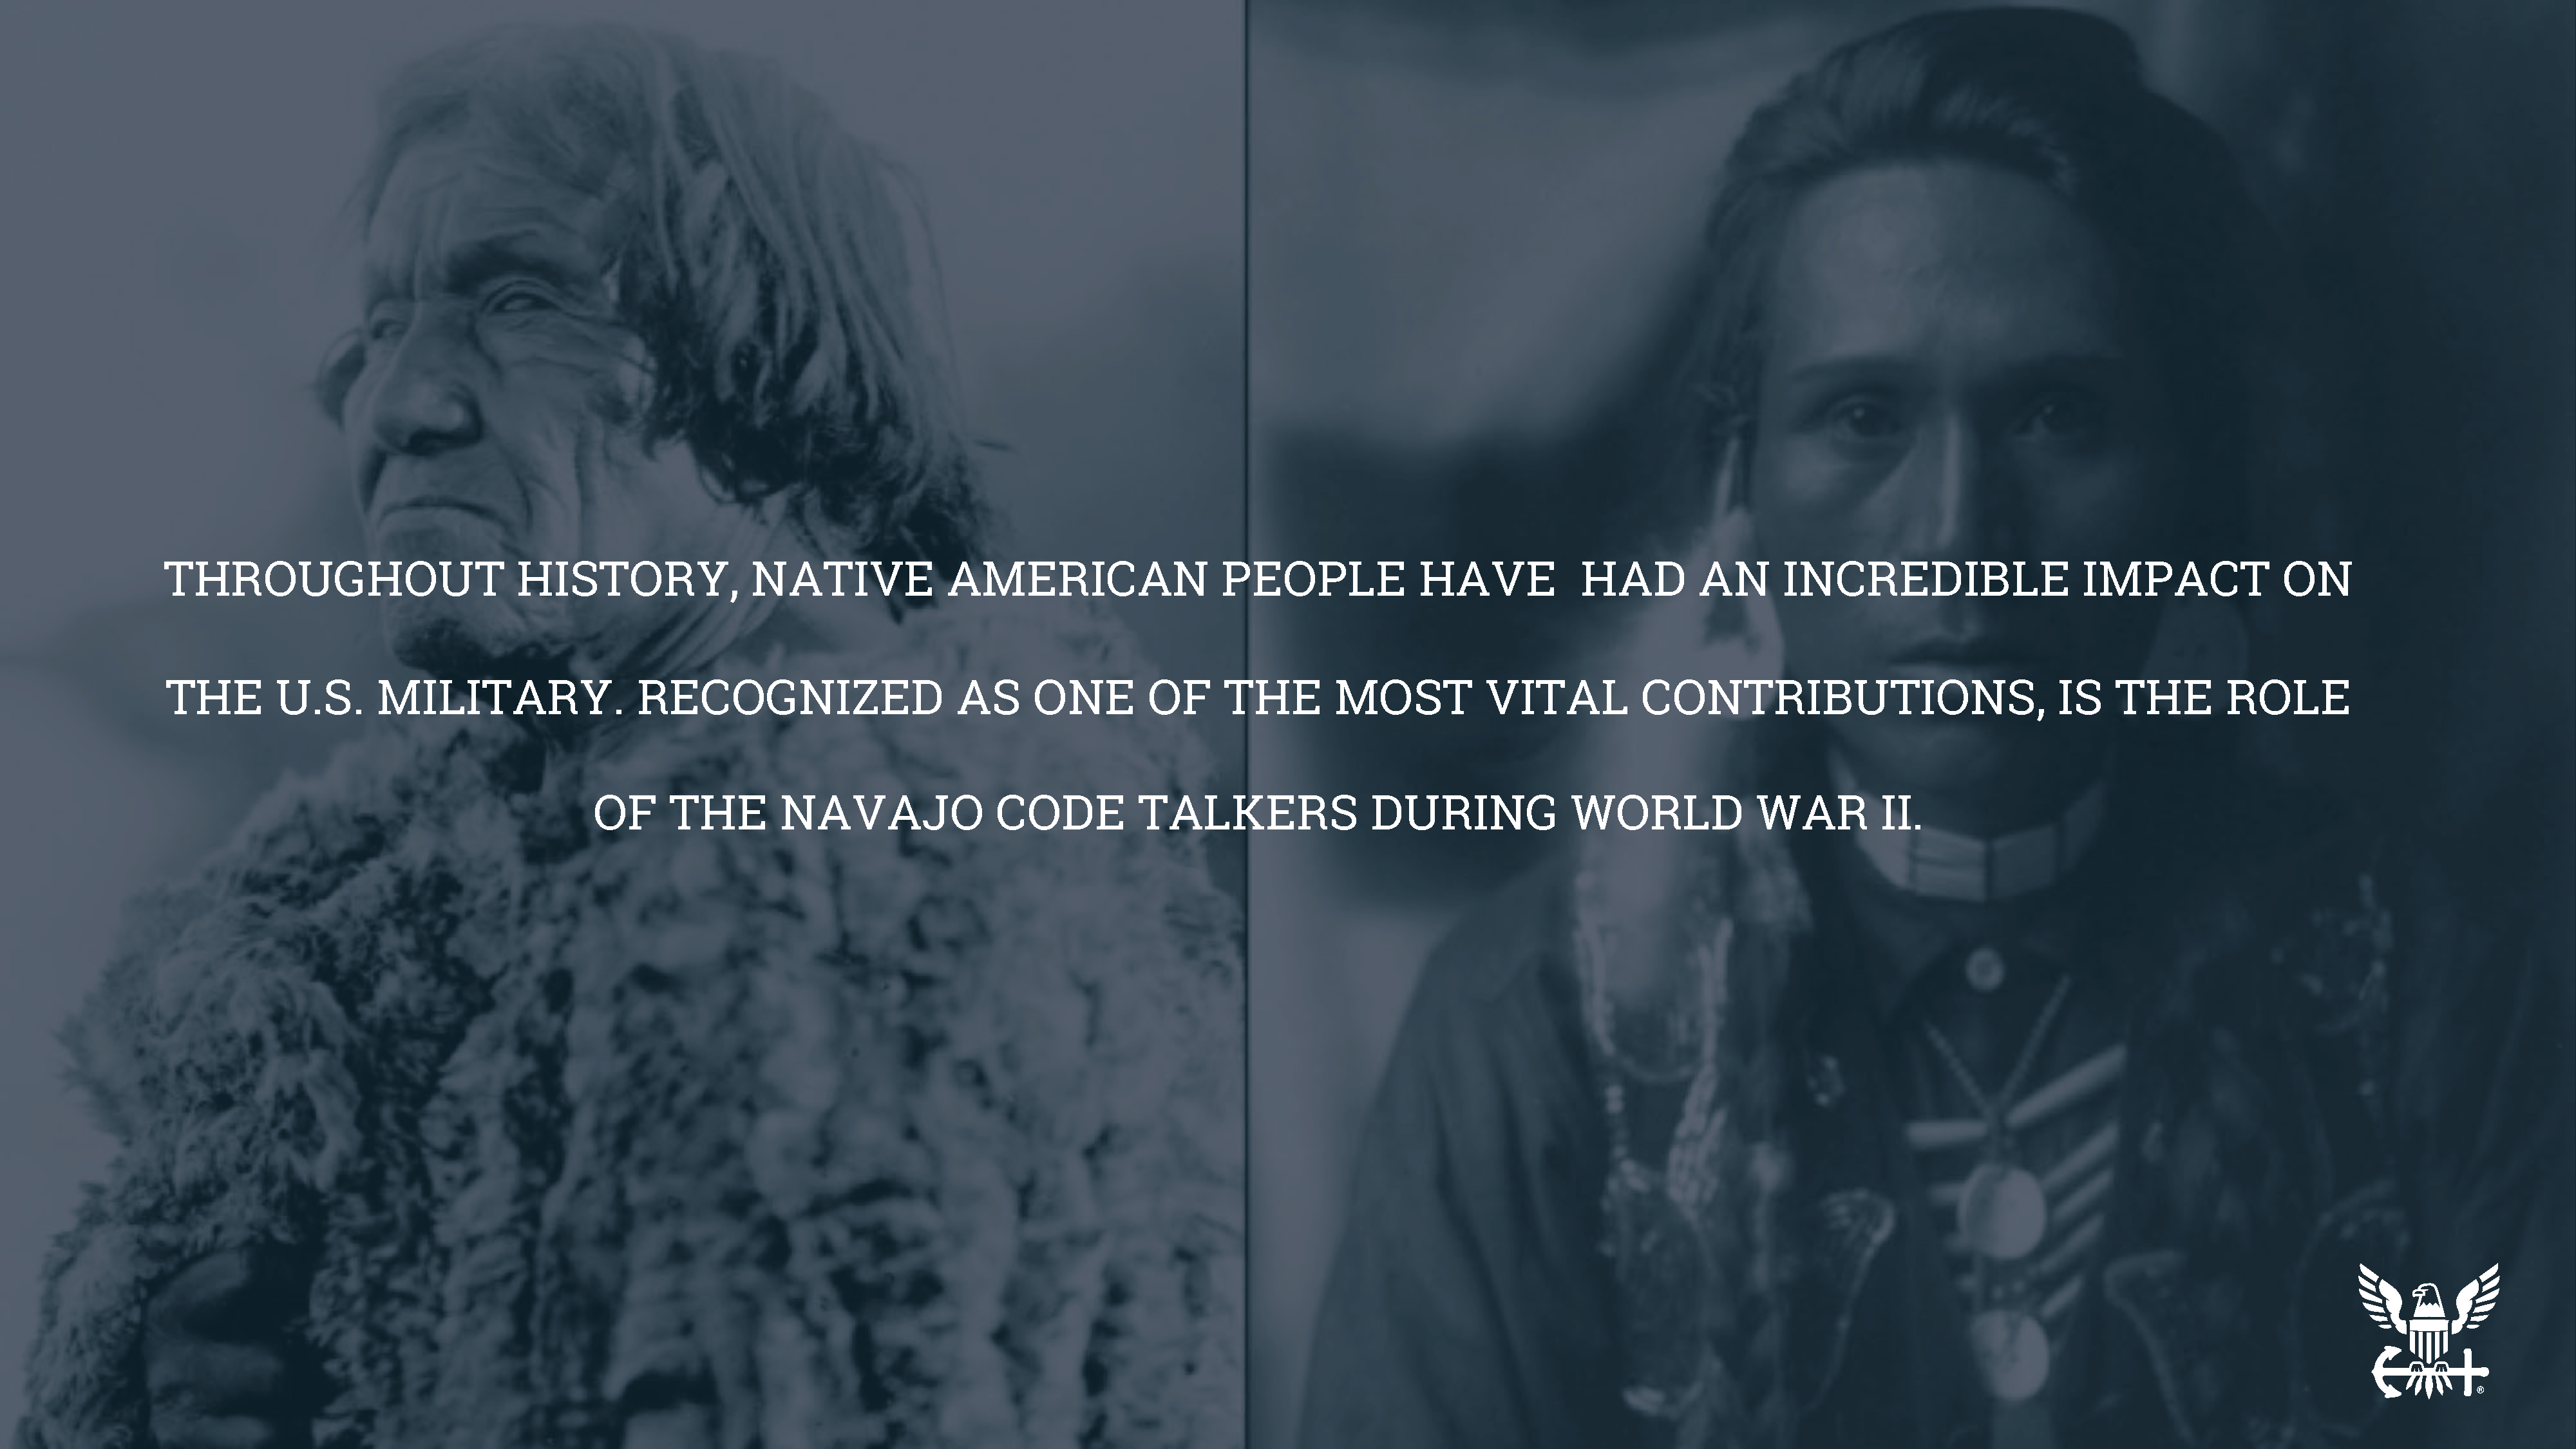 THROUGHOUT HISTORY, NATIVE AMERICAN PEOPLE HAVE  HAD AN INCREDIBLE IMPACT ON
THE U.S. MILITARY. RECOGNIZED AS ONE OF THE MOST VITAL CONTRIBUTIONS, IS THE ROLE
OF THE NAVAJO CODE TALKERS DURING WORLD WAR II.
®